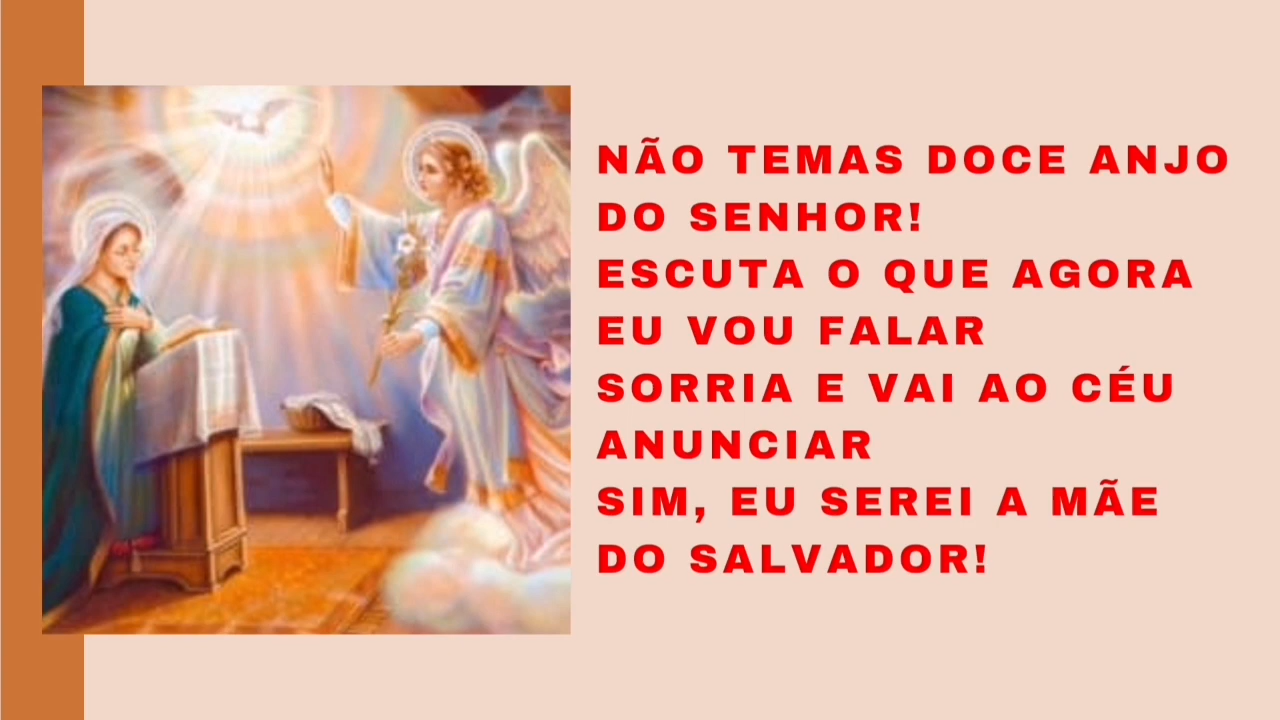 NÃO TEMAS DOCE ANJO
DO SENHOR!
ESCUTA O QUE AGORA
EU VOU FALAR
SORRIA E VAI AO CÉU
ANUNCIAR
SIM, EU SEREI A MÃE
DO SALVADOR!